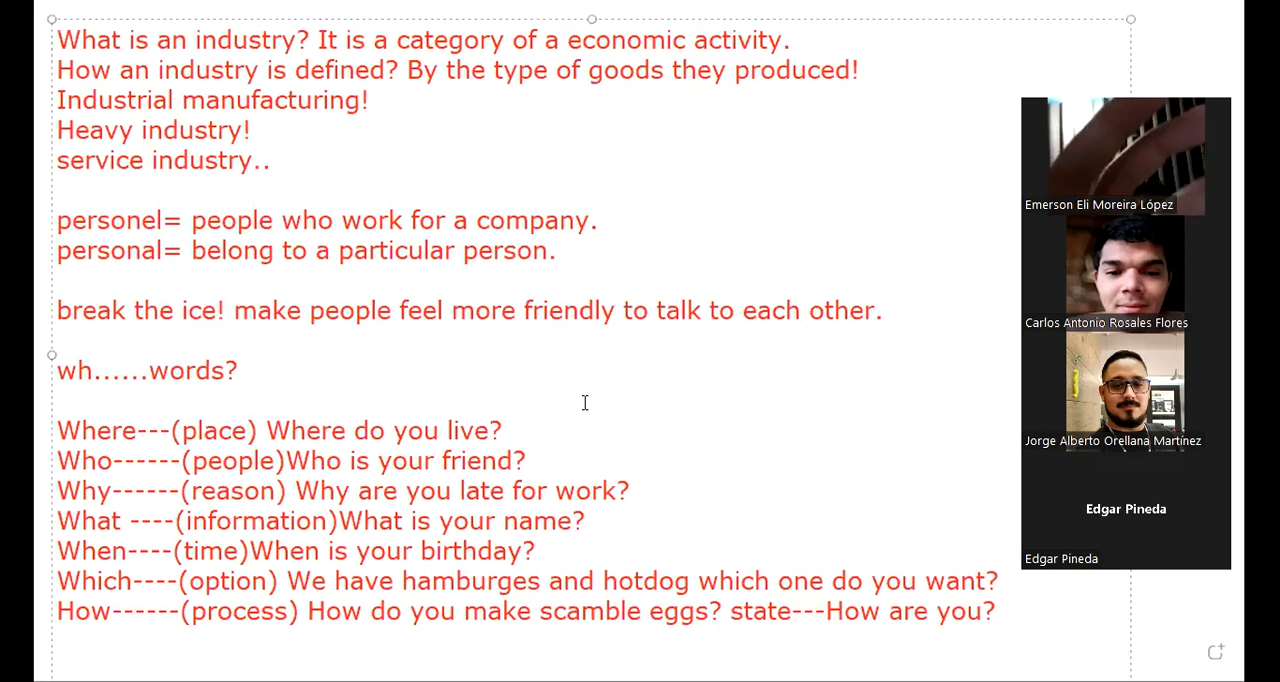 What is an industry? It is a category of a economic activity.
How an industry is defined? By the type of goods they produced!
Industrial manufacturing!
Heavy industry!
service industry..
personel= people who work for a company.
personal= belong to a particular person.
break the ice! make people feel more friendly to talk to each other.
wh......words?
Where---(place) Where do you live?
Who------(people)Who is your friend?
Why------(reason) Why are you late for work?
What ----(information)What is your name?
When----(time)When is your birthday?
Which----(option) We have hamburges and hotdog which one do you want?
How------(process) How do you make scamble eggs? state---How are you?
Emerson Eli Moreira López
Carlos Antonio Rosales Flores
Jorge Alberto Orellana Martínez
Edgar Pineda
Edgar Pineda